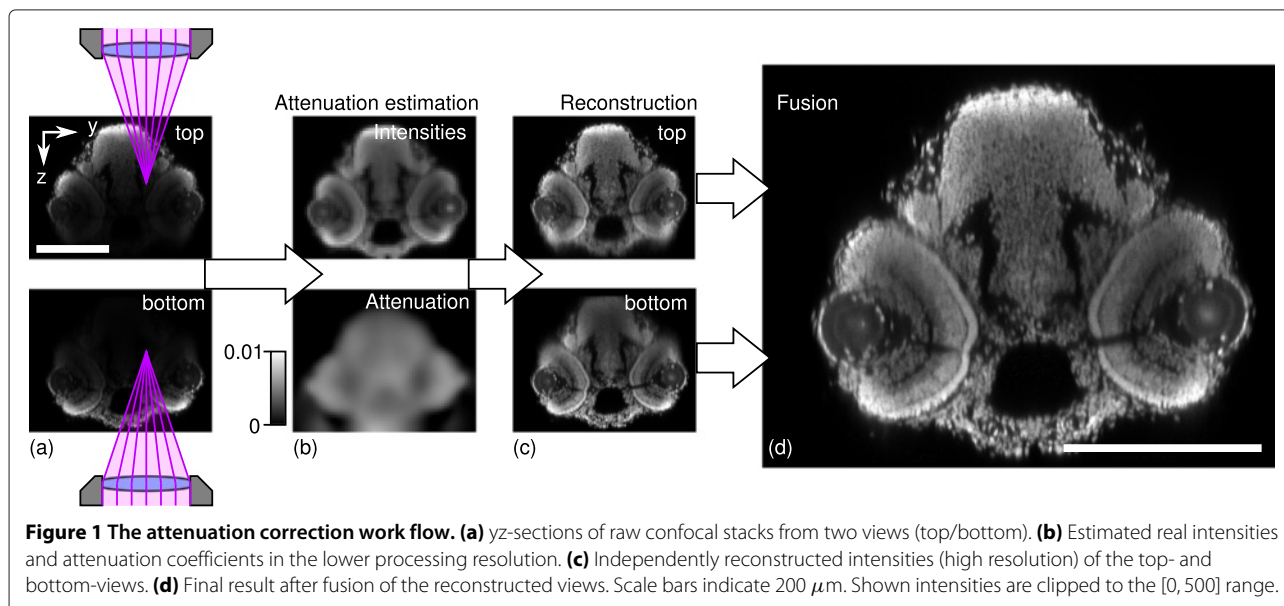 Attenuation estimation
Reconstruction
y
z
top
Intensities
top
Fusion
bottom
Attenuation
bottom
0.01
0
(a)
(b)
(c)
(d)
Figure 1 The attenuation correction work flow. (a) yz-sections of raw confocal stacks from two views (top/bottom). (b) Estimated real intensities
and attenuation coefficients in the lower processing resolution. (c) Independently reconstructed intensities (high resolution) of the top- and
bottom-views. (d) Final result after fusion of the reconstructed views. Scale bars indicate 200 μm. Shown intensities are clipped to the [0, 500] range.